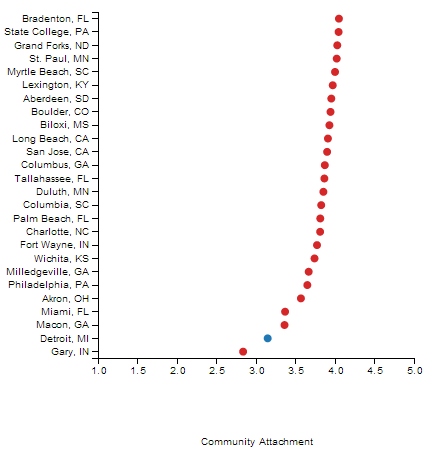 Bradenton, FL
State College, PA
Grand Forks, ND
St. Paul, MN
Myrtle Beach, SC
Lexington, KY
Aberdeen, SD
Boulder, CO
Biloxi, MS
Long Beach, CA
San Jose, CA
Columbus, GA
Tallahassee, FL
Duluth, MN
Columbia, SC
Palm Beach, FL
Charlotte, NC
Fort Wayne, IN
Wichita, KS
Milledgeville, GA
Philadelphia, PA
Akron, OH
Miami, FL
Macon, GA
Detroit, MI
Gary, IN
1.0 1.5 2.0 2.5 3.0 3.5 4.0 4.5 5.0
Community Attachment